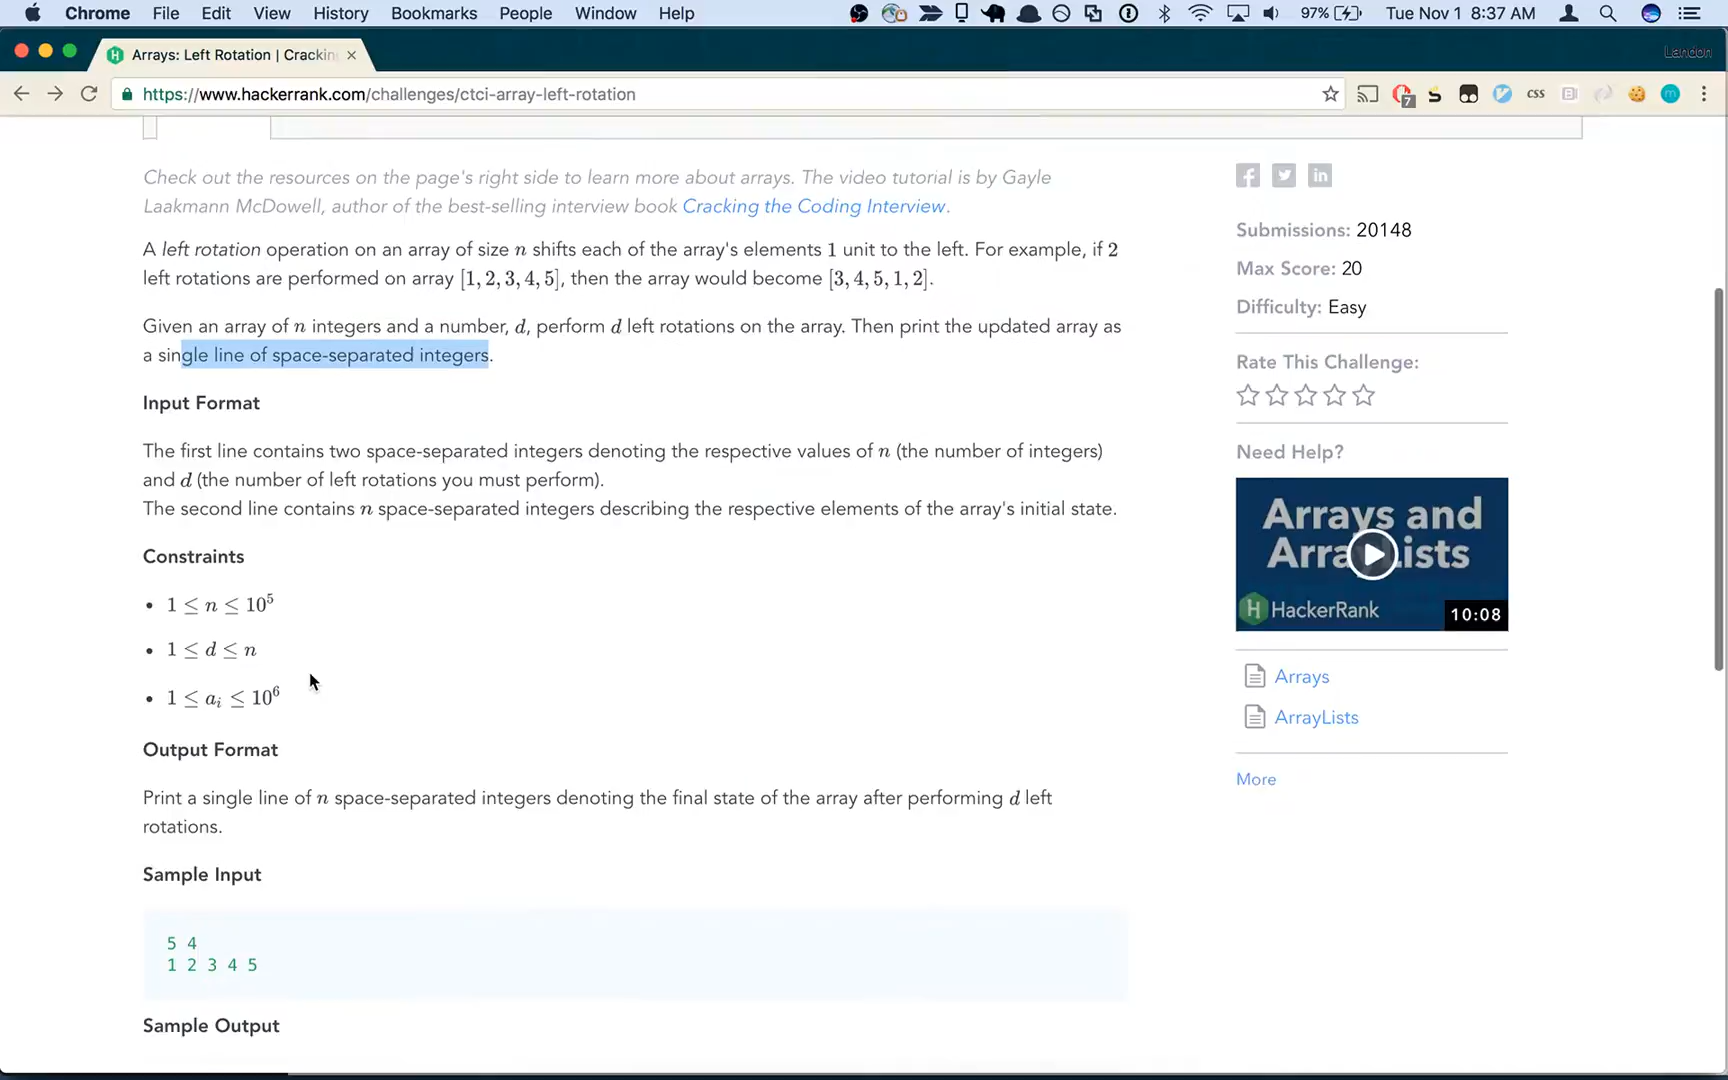 Chrome File Edit View History Bookmarks People Window Help 97% Tue Nov 1 8:37 AM
Arrays: Left Rotation | Crackin
Landon
https://www.hackerrank.com/challenges/ctci-array-left-rotation
7 css m
Check out the resources on the page's right side to learn more about arrays. The video tutorial is by Gayle
Laakmann McDowell, author of the best-selling interview book Cracking the Coding Interview.
A left rotation operation on an array of size n shifts each of the array's elements 1 unit to the left. For example, if 2
left rotations are performed on array [1, 2, 3, 4, 5], then the array would become [3, 4, 5, 1, 2].
Given an array of n integers and a number, d, perform d left rotations on the array. Then print the updated array as
a single line of space-separated integers.
Input Format
The first line contains two space-separated integers denoting the respective values of n (the number of integers)
and d (the number of left rotations you must perform).
The second line contains n space-separated integers describing the respective elements of the array's initial state.
Constraints
• 1 ≤ n ≤ 10⁵
• 1 ≤ d ≤ n
• 1 ≤ aᵢ ≤ 10⁶
Output Format
Print a single line of n space-separated integers denoting the final state of the array after performing d left
rotations.
Sample Input
5 4
1 2 3 4 5
Sample Output
Submissions: 20148
Max Score: 20
Difficulty: Easy
Rate This Challenge:
Need Help?
Arrays and
ArrayLists
H HackerRank
10:08
Arrays
ArrayLists
More